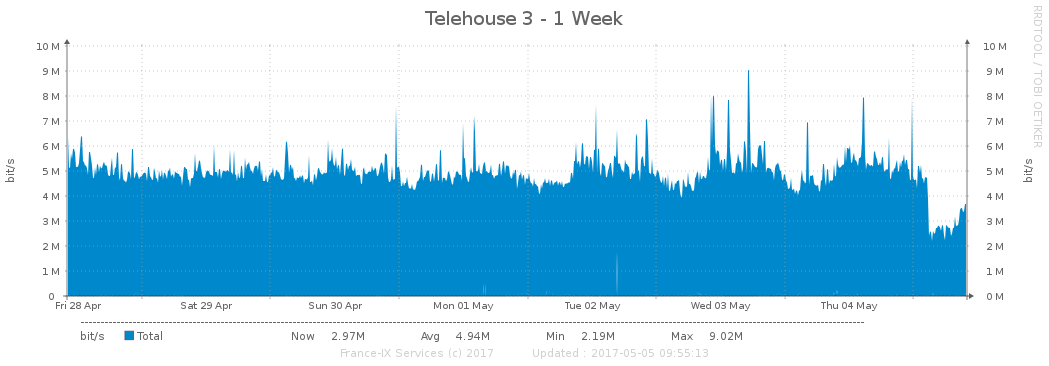 Telehouse 3 - 1 Week
RRDTOOL / TOBI OETIKER
bit/s
10 M 10 M
9 M 9 M
8 M 8 M
7 M 7 M
6 M 6 M
5 M 5 M
4 M 4 M
3 M 3 M
2 M 2 M
1 M 1 M
0 0 M
bit/s
Fri 28 Apr Sat 29 Apr Sun 30 Apr Mon 01 May Tue 02 May Wed 03 May Thu 04 May
bit/s Total Now 2.97M Avg 4.94M Min 2.19M Max 9.02M
France-IX Services (c) 2017 Updated : 2017-05-05 09:55:13